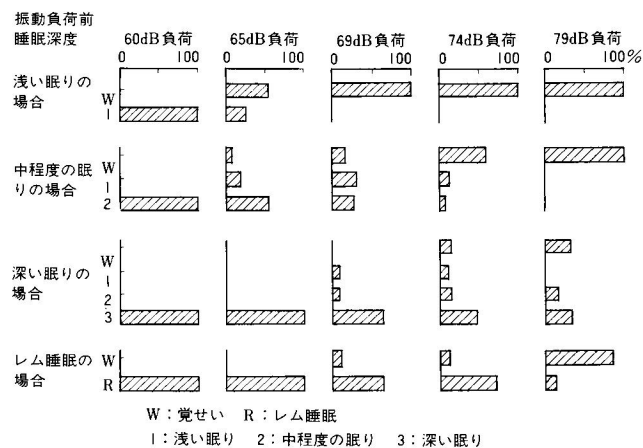 振動負荷前
睡眠深度
60dB負荷 65dB負荷 69dB負荷 74dB負荷 79dB負荷
0 100 0 100 0 100 0 100 0 100%
浅い眠りの
場合
W
1
中程度の眠
りの場合
W
1
2
深い眠りの
場合
W
1
2
3
レム睡眠の
場合
W
R
W:覚せい R:レム睡眠
1:浅い眠り 2:中程度の眠り 3:深い眠り